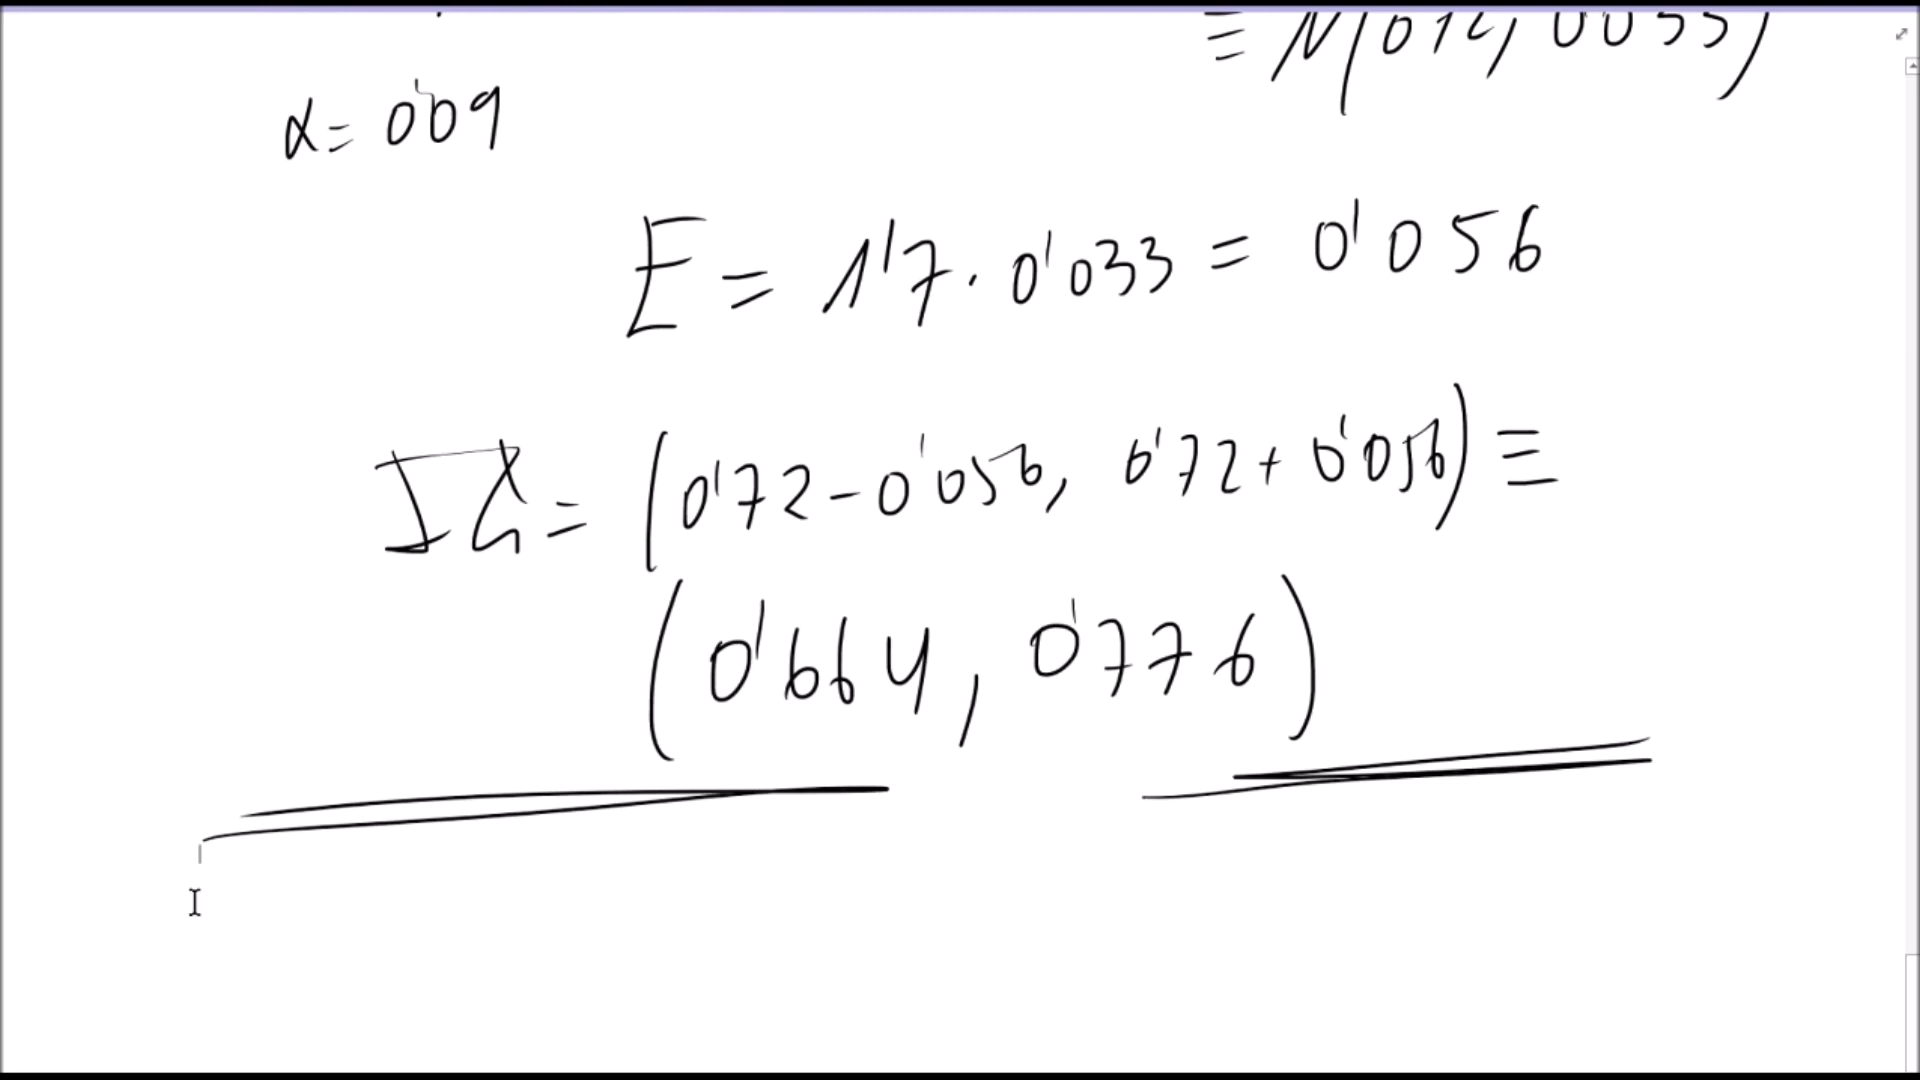 α = 0'09
E = 1'7 · 0'033 = 0'056
= (0'72 - 0'056, 0'72 + 0'056) ≡
(0'664, 0'776)